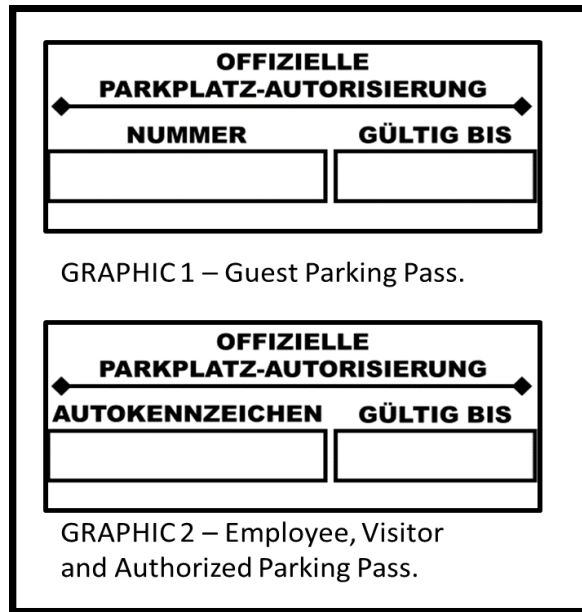 OFFIZIELLE
PARKPLATZ-AUTORISIERUNG
NUMMER GÜLTIG BIS
GRAPHIC 1 – Guest Parking Pass.
OFFIZIELLE
PARKPLATZ-AUTORISIERUNG
AUTOKENNZEICHEN GÜLTIG BIS
GRAPHIC 2 – Employee, Visitor
and Authorized Parking Pass.